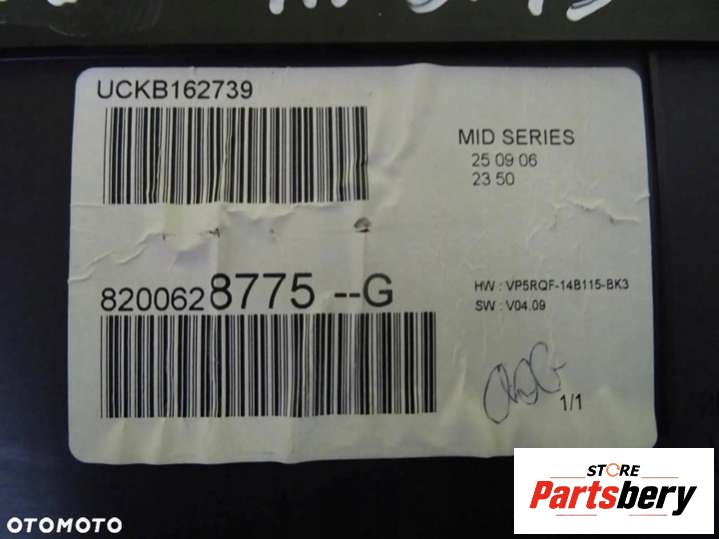 UCKB162739
MID SERIES
25 09 06
23 50
8200628775 --G
HW : VP5RQF-14B115-BK3
SW : V04.09
1/1
STORE
Partsbery
OTOMOTO